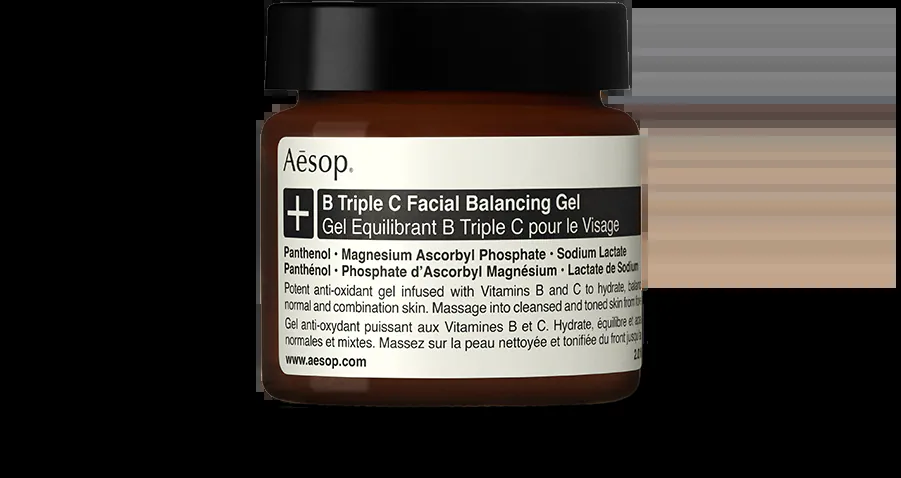 Aēsop®
+
B Triple C Facial Balancing Gel
Gel Equilibrant B Triple C pour le Visage
Panthenol · Magnesium Ascorbyl Phosphate · Sodium Lactate
Panthénol · Phosphate d'Ascorbyl Magnésium · Lactate de Sodium
Potent anti-oxidant gel infused with Vitamins B and C to hydrate,
normal and combination skin. Massage into cleansed and toned skin from
Gel anti-oxydant puissant aux Vitamines B et C. Hydrate, équilibre et
normales et mixtes. Massez sur la peau nettoyée et tonifiée du front
www.aesop.com